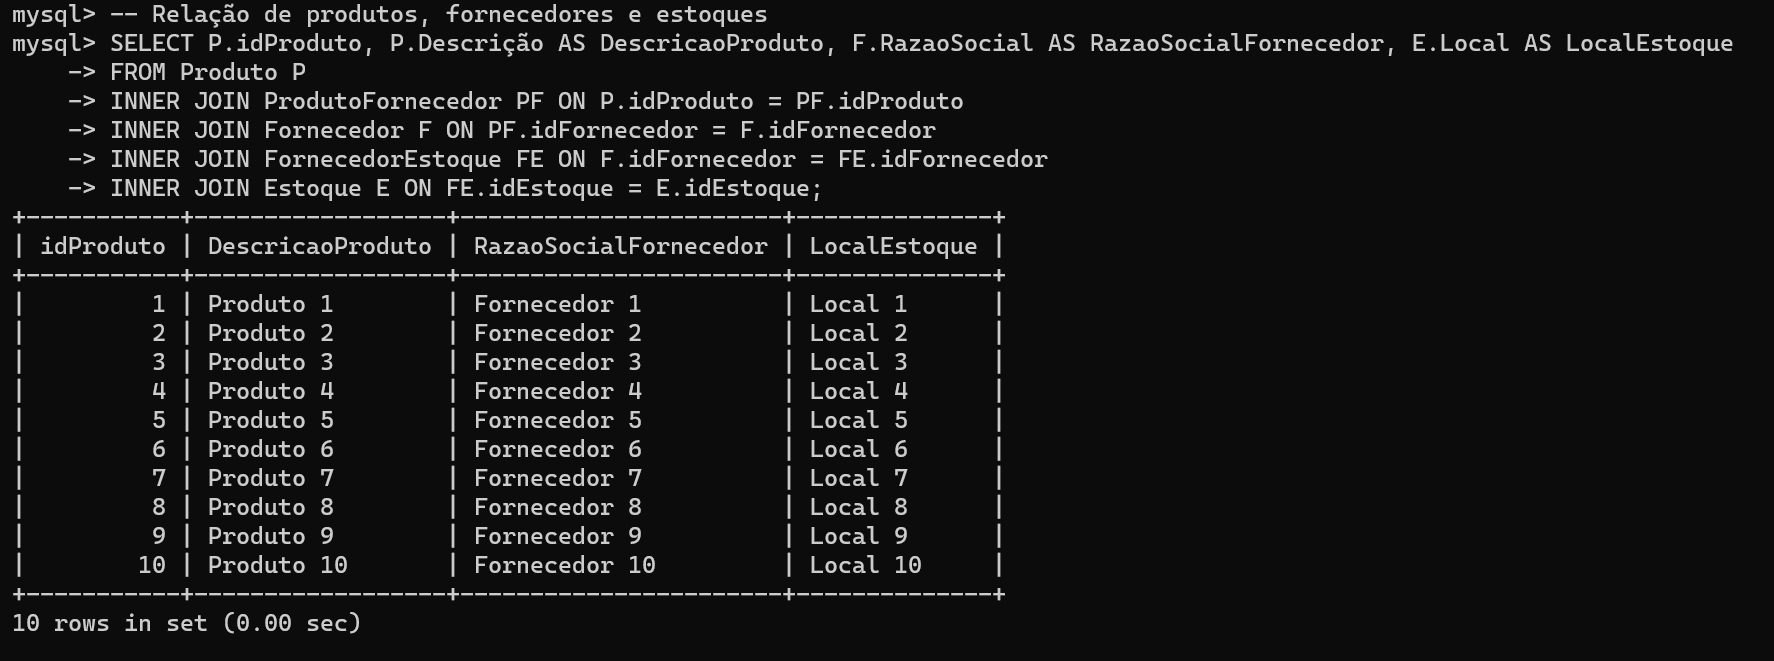 mysql> -- Relação de produtos, fornecedores e estoques
mysql> SELECT P.idProduto, P.Descrição AS DescricaoProduto, F.RazaoSocial AS RazaoSocialFornecedor, E.Local AS LocalEstoque
    -> FROM Produto P
    -> INNER JOIN ProdutoFornecedor PF ON P.idProduto = PF.idProduto
    -> INNER JOIN Fornecedor F ON PF.idFornecedor = F.idFornecedor
    -> INNER JOIN FornecedorEstoque FE ON F.idFornecedor = FE.idFornecedor
    -> INNER JOIN Estoque E ON FE.idEstoque = E.idEstoque;
+-----------+------------------+-----------------------+--------------+
| idProduto | DescricaoProduto | RazaoSocialFornecedor | LocalEstoque |
+-----------+------------------+-----------------------+--------------+
|         1 | Produto 1        | Fornecedor 1          | Local 1      |
|         2 | Produto 2        | Fornecedor 2          | Local 2      |
|         3 | Produto 3        | Fornecedor 3          | Local 3      |
|         4 | Produto 4        | Fornecedor 4          | Local 4      |
|         5 | Produto 5        | Fornecedor 5          | Local 5      |
|         6 | Produto 6        | Fornecedor 6          | Local 6      |
|         7 | Produto 7        | Fornecedor 7          | Local 7      |
|         8 | Produto 8        | Fornecedor 8          | Local 8      |
|         9 | Produto 9        | Fornecedor 9          | Local 9      |
|        10 | Produto 10       | Fornecedor 10         | Local 10     |
+-----------+------------------+-----------------------+--------------+
10 rows in set (0.00 sec)